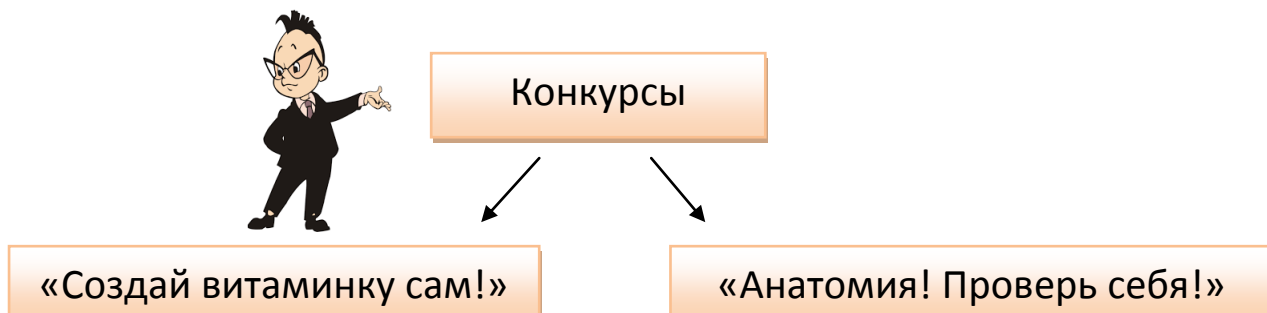 Конкурсы
«Создай витаминку сам!»
«Анатомия! Проверь себя!»